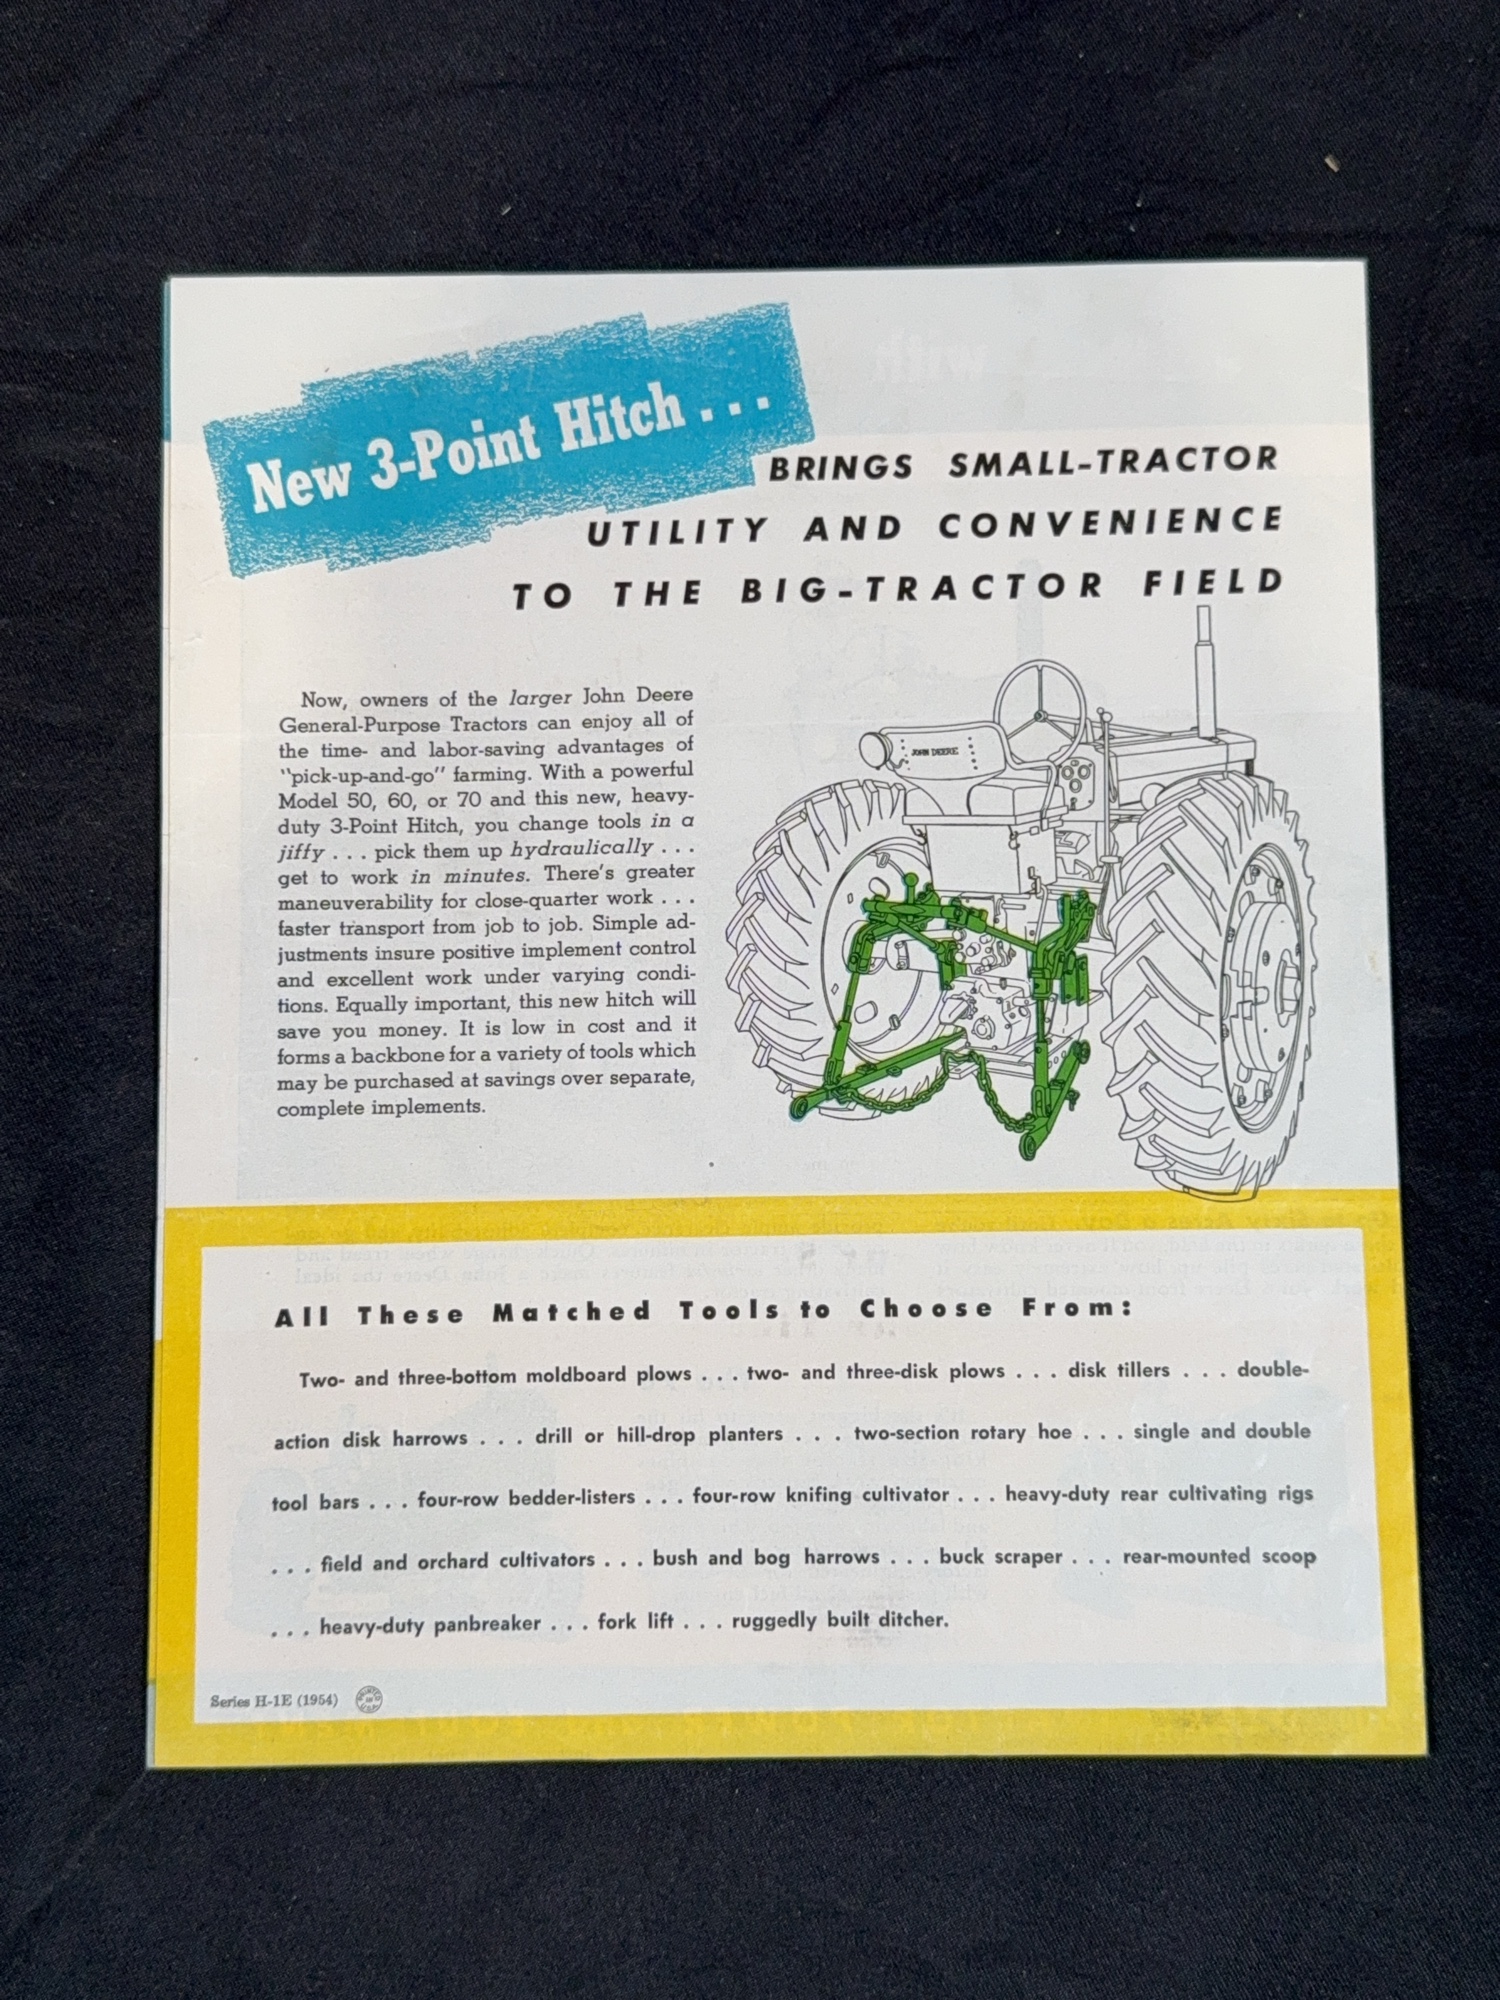 New 3-Point Hitch . . .
BRINGS SMALL-TRACTOR
UTILITY AND CONVENIENCE
TO THE BIG-TRACTOR FIELD
Now, owners of the larger John Deere
General-Purpose Tractors can enjoy all of
the time- and labor-saving advantages of
"pick-up-and-go" farming. With a powerful
Model 50, 60, or 70 and this new, heavy-
duty 3-Point Hitch, you change tools in a
jiffy . . . pick them up hydraulically . . .
get to work in minutes. There's greater
maneuverability for close-quarter work . . .
faster transport from job to job. Simple ad-
justments insure positive implement control
and excellent work under varying condi-
tions. Equally important, this new hitch will
save you money. It is low in cost and it
forms a backbone for a variety of tools which
may be purchased at savings over separate,
complete implements.
JOHN DEERE
All These Matched Tools to Choose From:
Two- and three-bottom moldboard plows . . . two- and three-disk plows . . . disk tillers . . . double-
action disk harrows . . . drill or hill-drop planters . . . two-section rotary hoe . . . single and double
tool bars . . . four-row bedder-listers . . . four-row knifing cultivator . . . heavy-duty rear cultivating rigs
. . . field and orchard cultivators . . . bush and bog harrows . . . buck scraper . . . rear-mounted scoop
. . . heavy-duty panbreaker . . . fork lift . . . ruggedly built ditcher.
Series H-1E (1954)
PRINTED
IN
U.S.A.